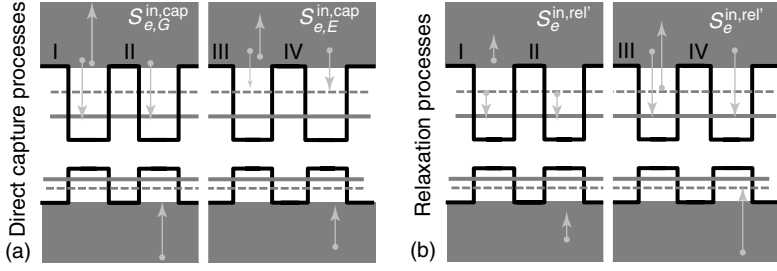 Direct capture processes
(a)
S_{e,G}^{in,cap}
I II
S_{e,E}^{in,cap}
III IV
Relaxation processes
(b)
S_e^{in,rel'}
I II
S_e^{in,rel'}
III IV